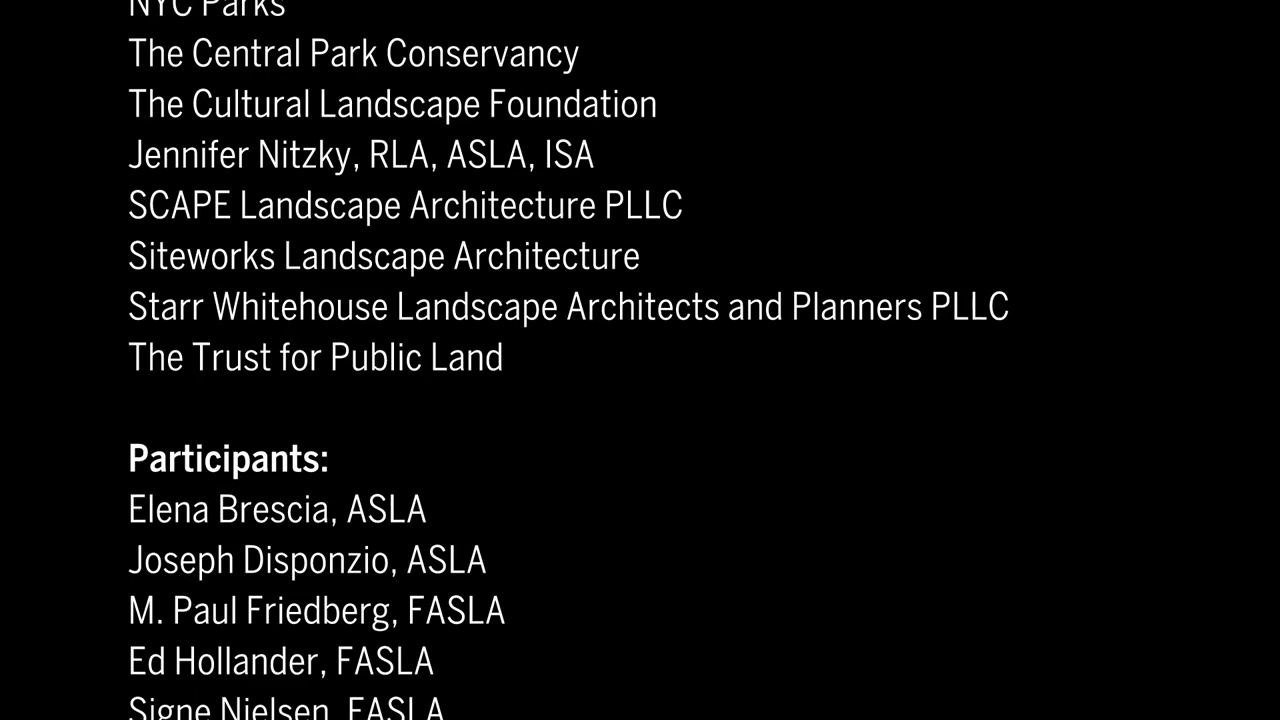 NYC Parks
The Central Park Conservancy
The Cultural Landscape Foundation
Jennifer Nitzky, RLA, ASLA, ISA
SCAPE Landscape Architecture PLLC
Siteworks Landscape Architecture
Starr Whitehouse Landscape Architects and Planners PLLC
The Trust for Public Land
Participants:
Elena Brescia, ASLA
Joseph Disponzio, ASLA
M. Paul Friedberg, FASLA
Ed Hollander, FASLA
Signe Nielsen, FASLA